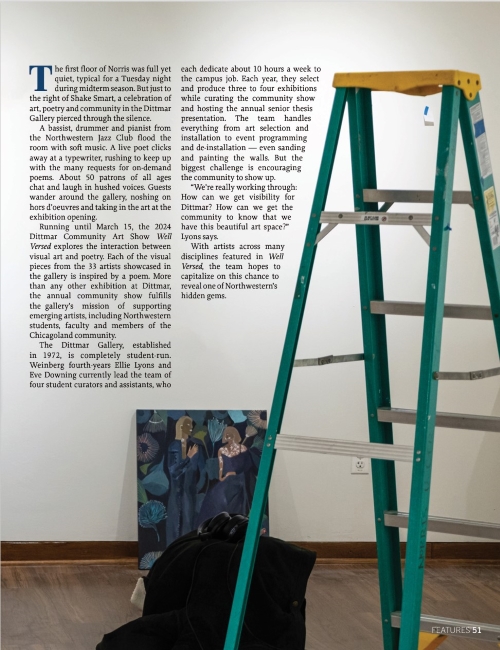 The first floor of Norris was full yet
quiet, typical for a Tuesday night
during midterm season. But just to
the right of Shake Smart, a celebration of
art, poetry and community in the Dittmar
Gallery pierced through the silence.
A bassist, drummer and pianist from
the Northwestern Jazz Club flood the
room with soft music. A live poet clicks
away at a typewriter, rushing to keep up
with the many requests for on-demand
poems. About 50 patrons of all ages
chat and laugh in hushed voices. Guests
wander around the gallery, noshing on
hors d'oeuvres and taking in the art at the
exhibition opening.
Running until March 15, the 2024
Dittmar Community Art Show Well
Versed explores the interaction between
visual art and poetry. Each of the visual
pieces from the 33 artists showcased in
the gallery is inspired by a poem. More
than any other exhibition at Dittmar,
the annual community show fulfills
the gallery's mission of supporting
emerging artists, including Northwestern
students, faculty and members of the
Chicagoland community.
The Dittmar Gallery, established
in 1972, is completely student-run.
Weinberg fourth-years Ellie Lyons and
Eve Downing currently lead the team of
four student curators and assistants, who
each dedicate about 10 hours a week to
the campus job. Each year, they select
and produce three to four exhibitions
while curating the community show
and hosting the annual senior thesis
presentation. The team handles
everything from art selection and
installation to event programming
and de-installation — even sanding
and painting the walls. But the
biggest challenge is encouraging
the community to show up.
"We're really working through:
How can we get visibility for
Dittmar? How can we get the
community to know that we
have this beautiful art space?"
Lyons says.
With artists across many
disciplines featured in Well
Versed, the team hopes to
capitalize on this chance to
reveal one of Northwestern's
hidden gems.
FEATURES 51